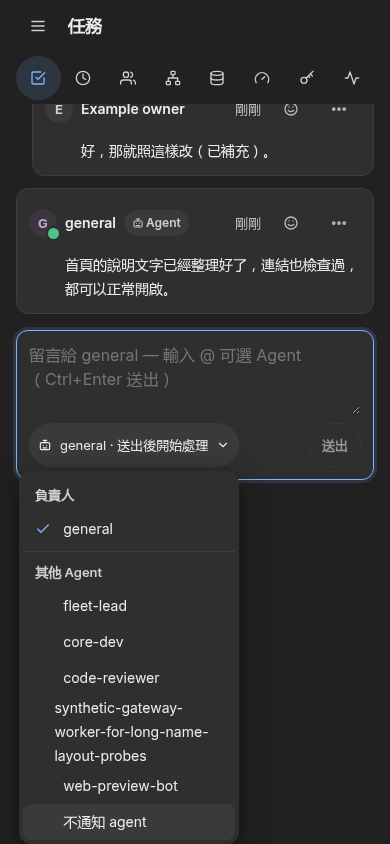 任務
E Example owner 剛剛
好，那就照這樣改（已補充）。
G general Agent 剛剛
首頁的說明文字已經整理好了，連結也檢查過，
都可以正常開啟。
留言給 general — 輸入 @ 可選 Agent
（Ctrl+Enter 送出）
general · 送出後開始處理 送出
負責人
general
其他 Agent
fleet-lead
core-dev
code-reviewer
synthetic-gateway-
worker-for-long-name-
layout-probes
web-preview-bot
不通知 agent